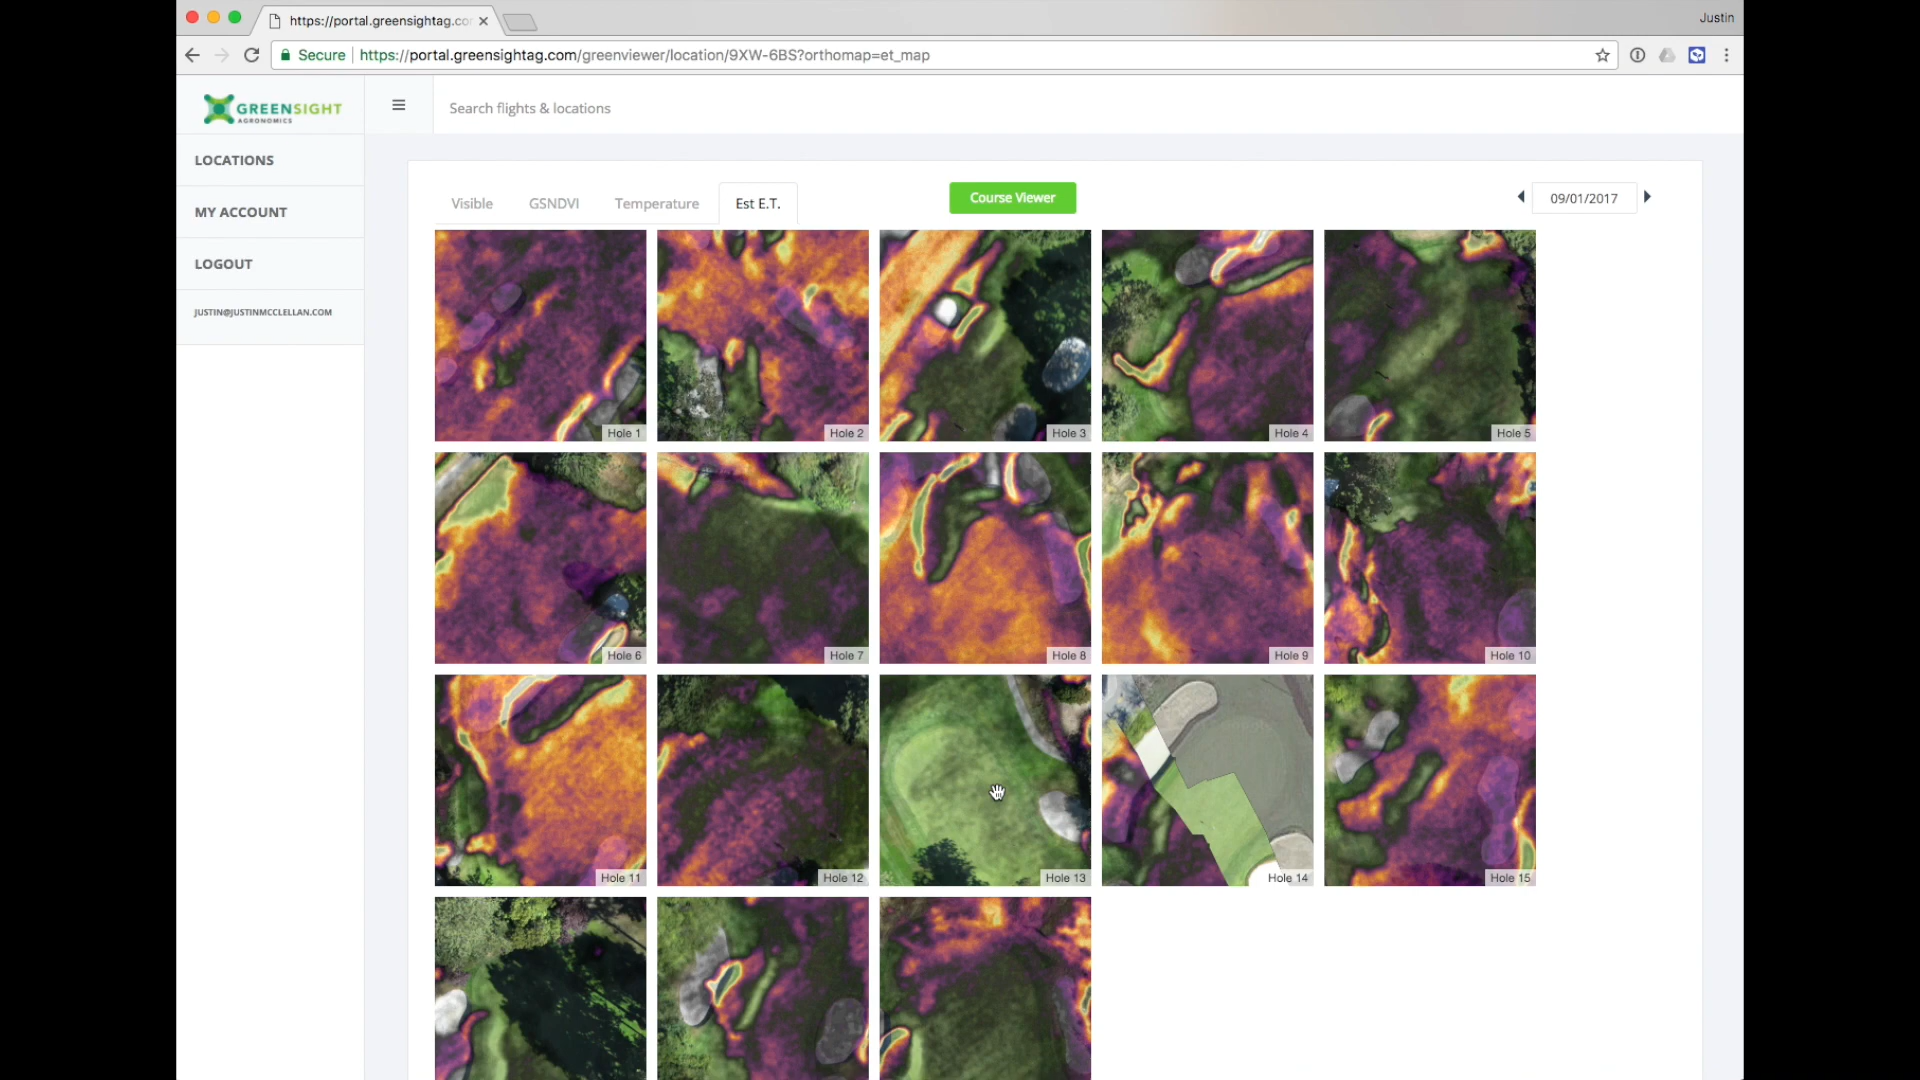 https://portal.greensightag.co
Justin
Secure https://portal.greensightag.com/greenviewer/location/9XW-6BS?orthomap=et_map
GREENSIGHT
AGRONOMICS
Search flights & locations
LOCATIONS
MY ACCOUNT
LOGOUT
JUSTIN@JUSTINMCCLELLAN.COM
Visible GSNDVI Temperature Est E.T. Course Viewer 09/01/2017
Hole 1 Hole 2 Hole 3 Hole 4 Hole 5
Hole 6 Hole 7 Hole 8 Hole 9 Hole 10
Hole 11 Hole 12 Hole 13 Hole 14 Hole 15